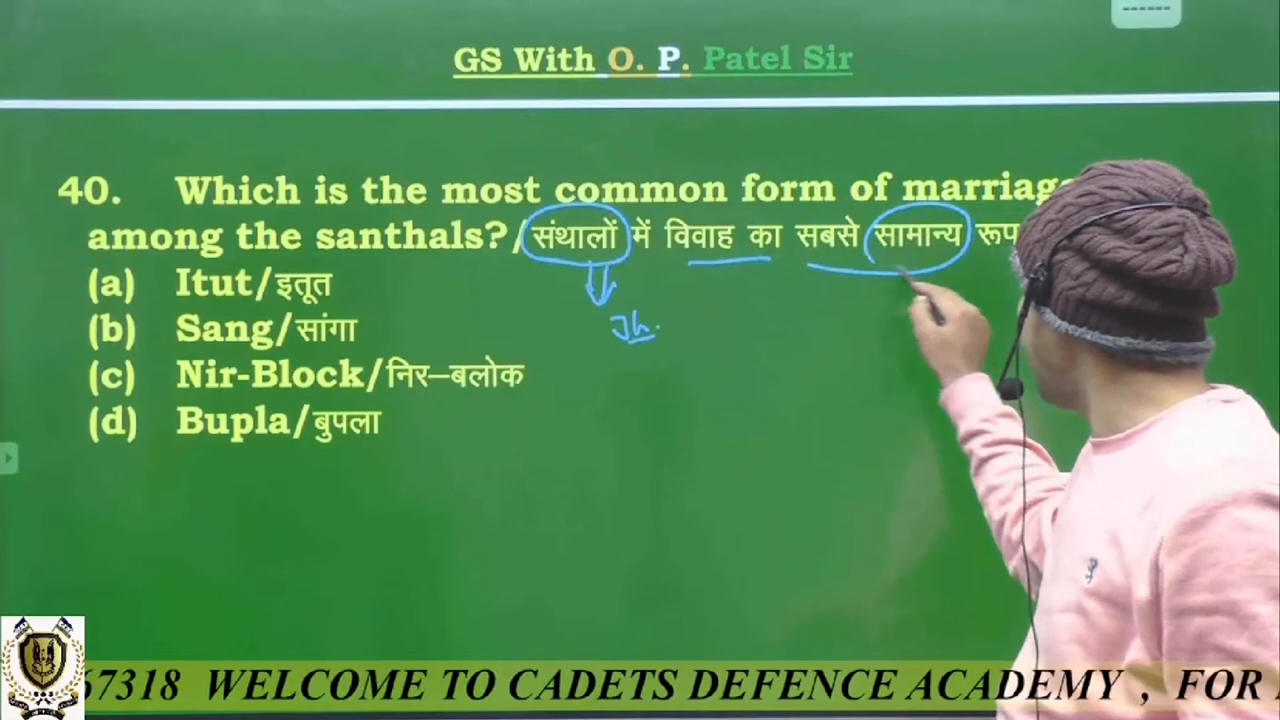 ------
GS With O. P. Patel Sir
40. Which is the most common form of marriage
among the santhals?/संथालों में विवाह का सबसे सामान्य रूप
(a) Itut/इतूत
Jh.
(b) Sang/सांगा
(c) Nir-Block/निर–बलोक
(d) Bupla/बुपला
67318 WELCOME TO CADETS DEFENCE ACADEMY , FOR